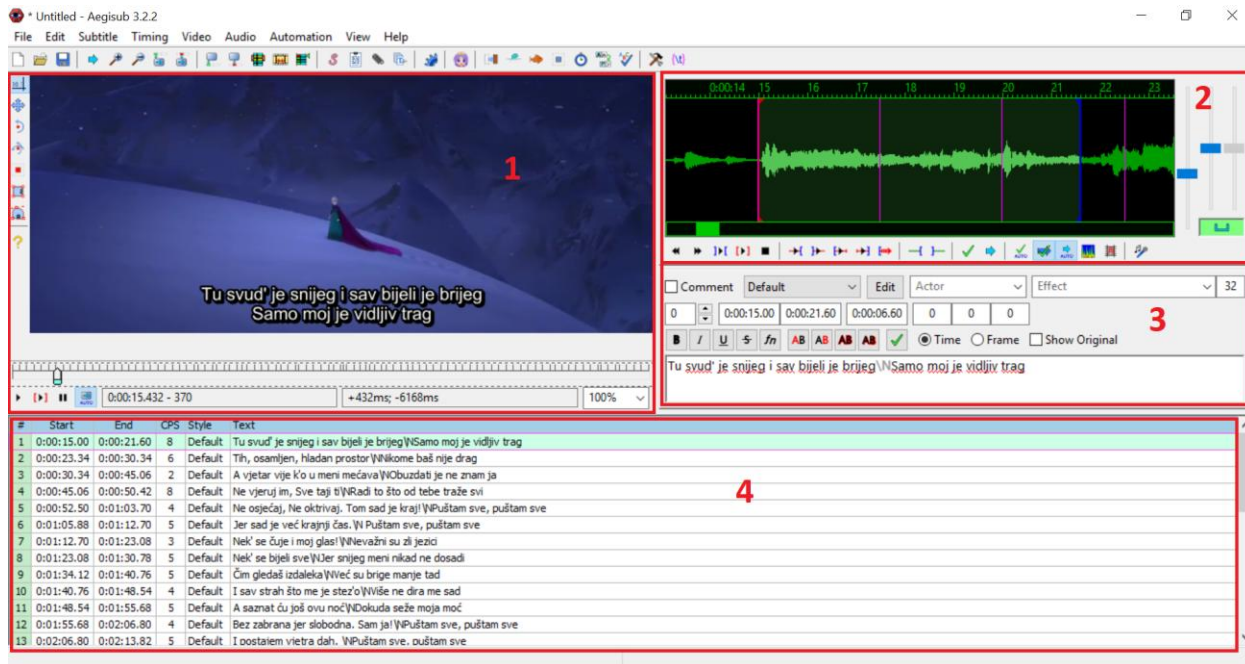 * Untitled - Aegisub 3.2.2
File Edit Subtitle Timing Video Audio Automation View Help
1
Tu svud' je snijeg i sav bijeli je brijeg
Samo moj je vidljiv trag
0:00:15.432 - 370 +432ms; -6168ms 100%
0:00:14 15 16 17 18 19 20 21 22 23
2
Comment Default Edit Actor Effect 32
0 0:00:15.00 0:00:21.60 0:00:06.60 0 0 0
3
B I U S fn AB AB AB AB Time Frame Show Original
Tu svud' je snijeg i sav bijeli je brijeg\NSamo moj je vidljiv trag
# Start End CPS Style Text
1 0:00:15.00 0:00:21.60 8 Default Tu svud' je snijeg i sav bijeli je brijeg\NSamo moj je vidljiv trag
2 0:00:23.34 0:00:30.34 6 Default Tih, osamljen, hladan prostor\NNikome baš nije drag
3 0:00:30.34 0:00:45.06 2 Default A vjetar vije k'o u meni mećava\NObuzdati je ne znam ja
4 0:00:45.06 0:00:50.42 8 Default Ne vjeruj im, Sve taji ti\NRadi to što od tebe traže svi
4
5 0:00:52.50 0:01:03.70 4 Default Ne osjećaj, Ne oktrivaj. Tom sad je kraj! \NPuštam sve, puštam sve
6 0:01:05.88 0:01:12.70 5 Default Jer sad je već krajnji čas. \N Puštam sve, puštam sve
7 0:01:12.70 0:01:23.08 3 Default Nek' se čuje i moj glas! \NNevažni su zli jezici
8 0:01:23.08 0:01:30.78 5 Default Nek' se bijeli sve\NJer snijeg meni nikad ne dosadi
9 0:01:34.12 0:01:40.76 5 Default Čim gledaš izdaleka\NVeć su brige manje tad
10 0:01:40.76 0:01:48.54 4 Default I sav strah što me je stez'o\NViše ne dira me sad
11 0:01:48.54 0:01:55.68 5 Default A saznat ću još ovu noć\NDokuda seže moja moć
12 0:01:55.68 0:02:06.80 4 Default Bez zabrana jer slobodna. Sam ja! \NPuštam sve, puštam sve
13 0:02:06.80 0:02:13.82 5 Default I postajem vjetra dah. \NPuštam sve, puštam sve